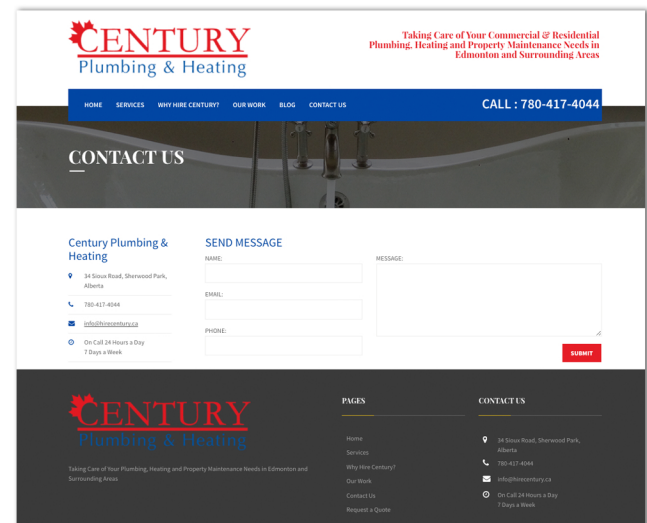 CENTURY
Plumbing & Heating
Taking Care of Your Commercial & Residential
Plumbing, Heating and Property Maintenance Needs in
Edmonton and Surrounding Areas
HOME SERVICES WHY HIRE CENTURY? OUR WORK BLOG CONTACT US
CALL : 780-417-4044
CONTACT US
Century Plumbing &
Heating
34 Sioux Road, Sherwood Park,
Alberta
780-417-4044
info@hirecentury.ca
On Call 24 Hours a Day
7 Days a Week
SEND MESSAGE
NAME:
EMAIL:
PHONE:
MESSAGE:
SUBMIT
CENTURY
Plumbing & Heating
Taking Care of Your Plumbing, Heating and Property Maintenance Needs in Edmonton and
Surrounding Areas
PAGES
Home
Services
Why Hire Century?
Our Work
Contact Us
Request a Quote
CONTACT US
34 Sioux Road, Sherwood Park,
Alberta
780-417-4044
info@hirecentury.ca
On Call 24 Hours a Day
7 Days a Week